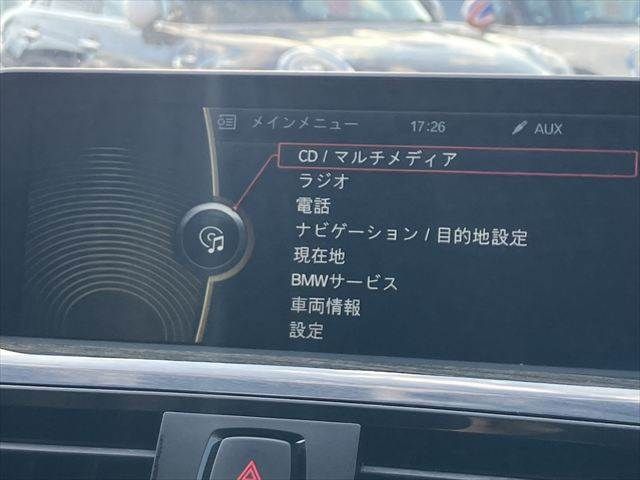 メインメニュー 17:26 AUX
CD / マルチメディア
ラジオ
電話
ナビゲーション / 目的地設定
現在地
BMWサービス
車両情報
設定